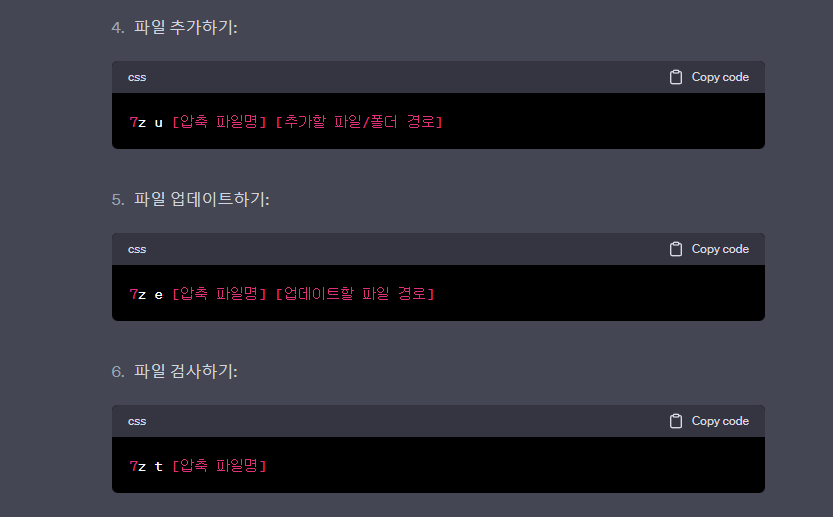 4. 파일 추가하기:
css Copy code
7z u [압축 파일명] [추가할 파일/폴더 경로]
5. 파일 업데이트하기:
css Copy code
7z e [압축 파일명] [업데이트할 파일 경로]
6. 파일 검사하기:
css Copy code
7z t [압축 파일명]